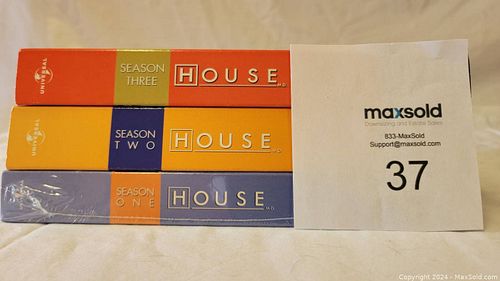 UNIVERSAL
SEASON
THREE
HOUSE M.D.
UNIVERSAL
SEASON
TWO
HOUSE M.D.
SEASON
ONE
HOUSE M.D.
maxsold
Downsizing and Estate Sales
833-MaxSold
Support@maxsold.com
37
Copyright 2024 - MaxSold.com